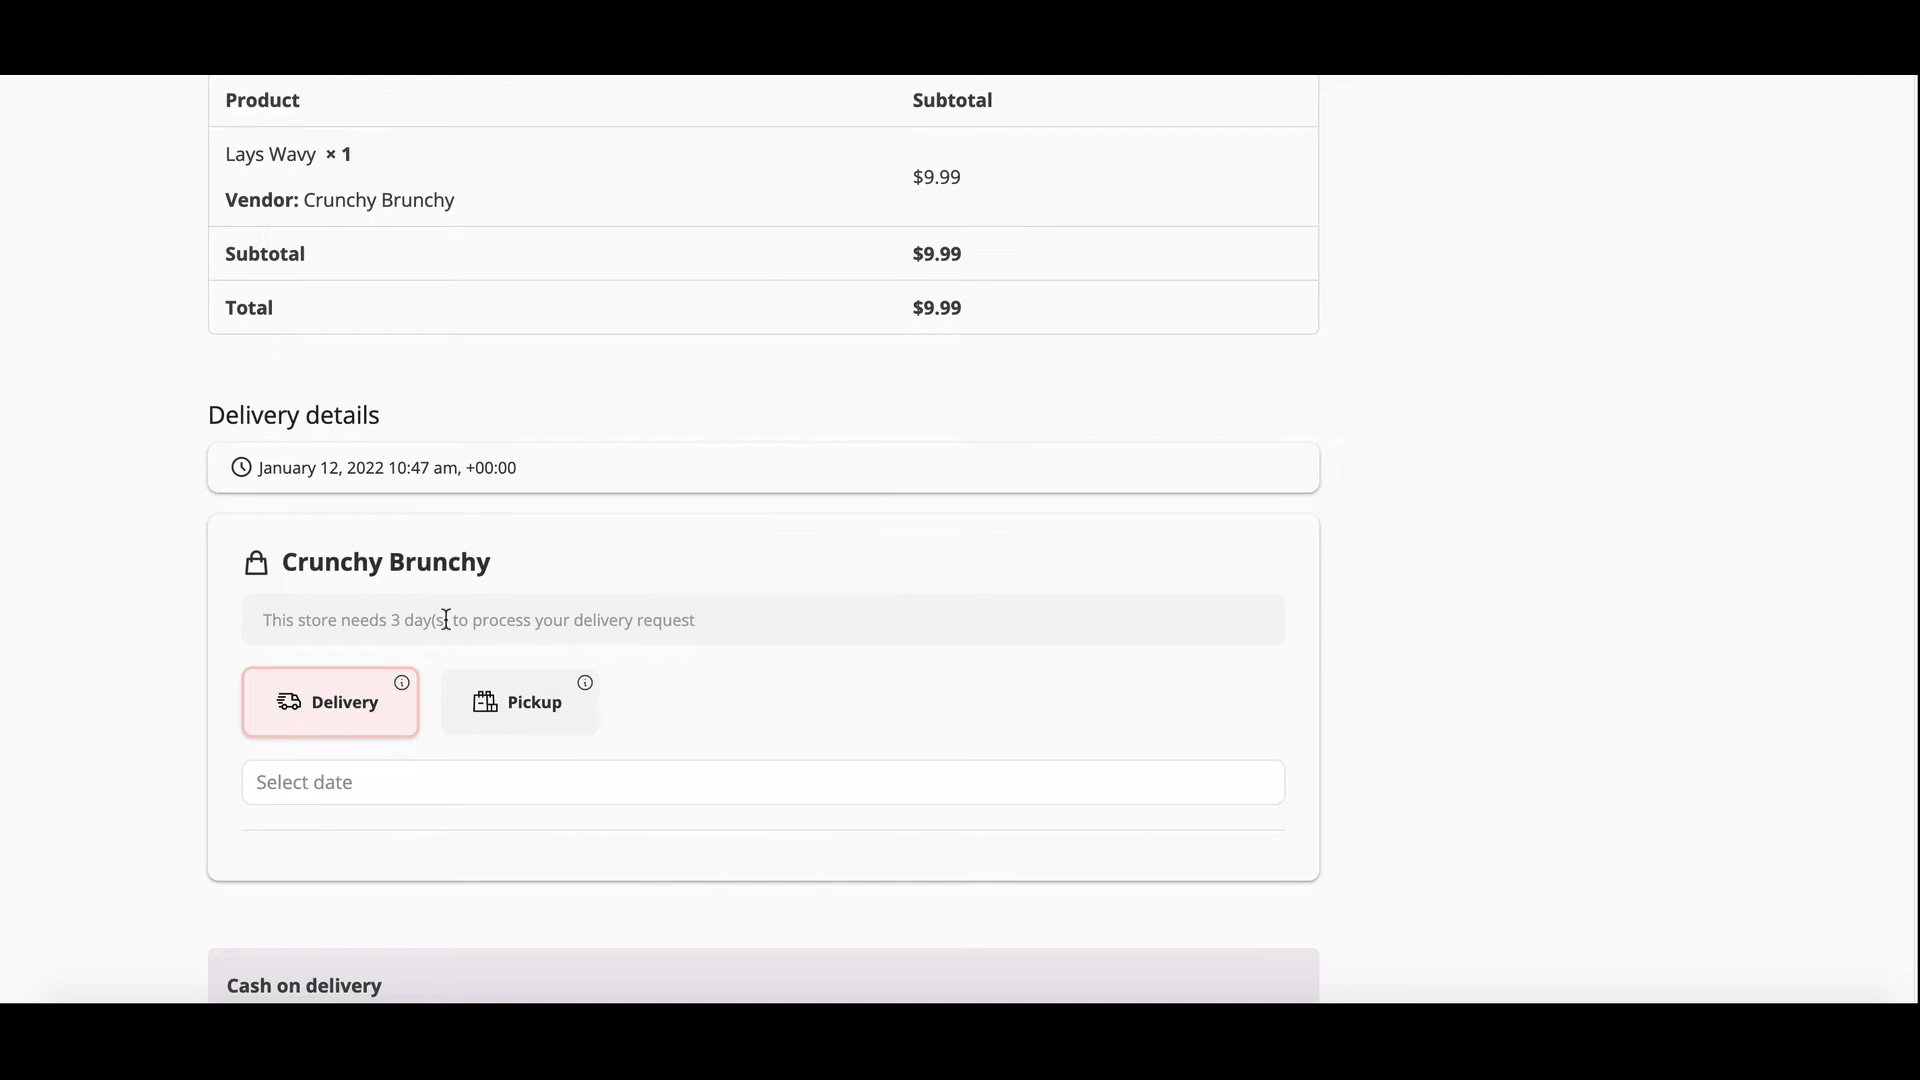 Product Subtotal
Lays Wavy × 1
$9.99
Vendor: Crunchy Brunchy
Subtotal $9.99
Total $9.99
Delivery details
January 12, 2022 10:47 am, +00:00
Crunchy Brunchy
This store needs 3 day(s) to process your delivery request
Delivery Pickup
Select date
Cash on delivery